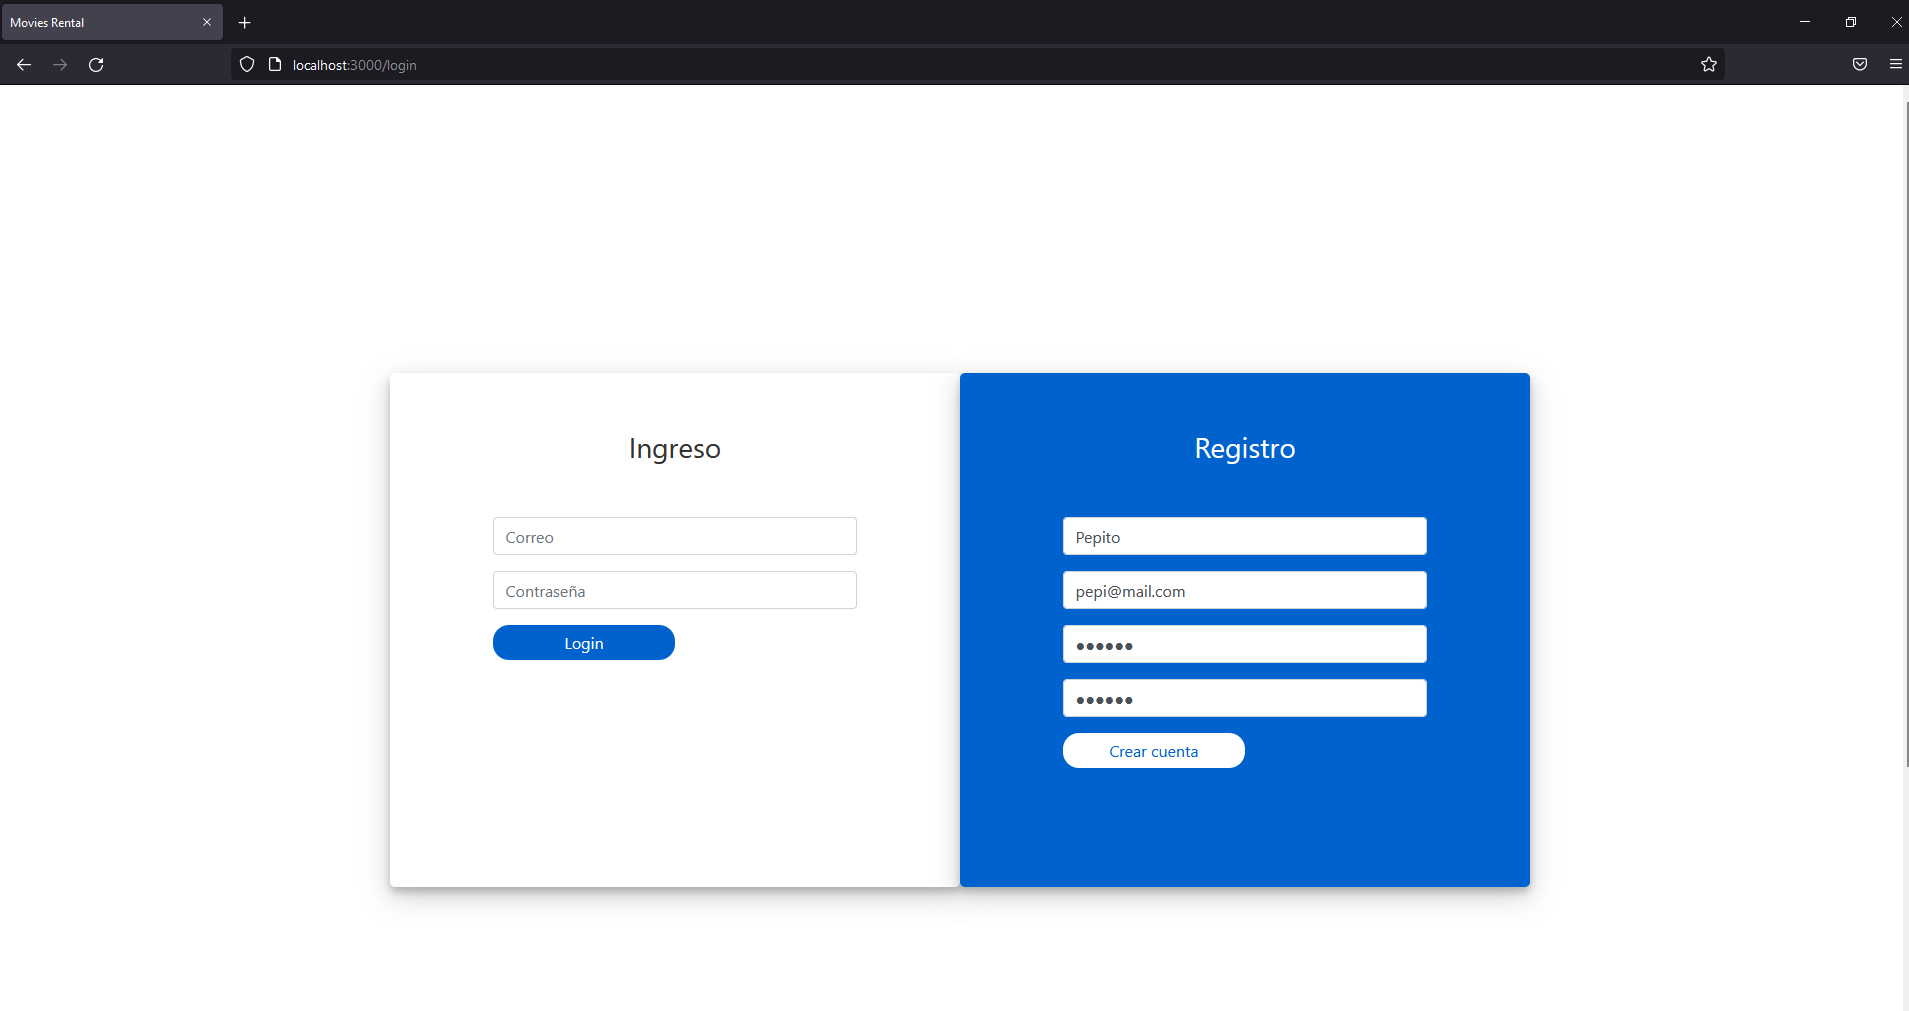 Movies Rental
localhost:3000/login
Ingreso
Correo
Contraseña
Login
Registro
Pepito
pepi@mail.com
●●●●●●
●●●●●●
Crear cuenta